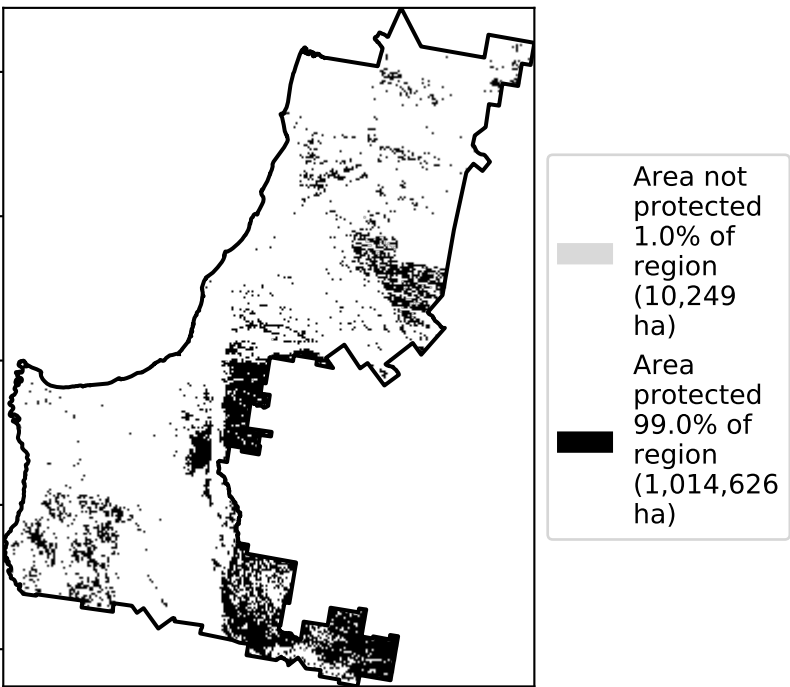 Area not
protected
1.0% of
region
(10,249
ha)
Area
protected
99.0% of
region
(1,014,626
ha)